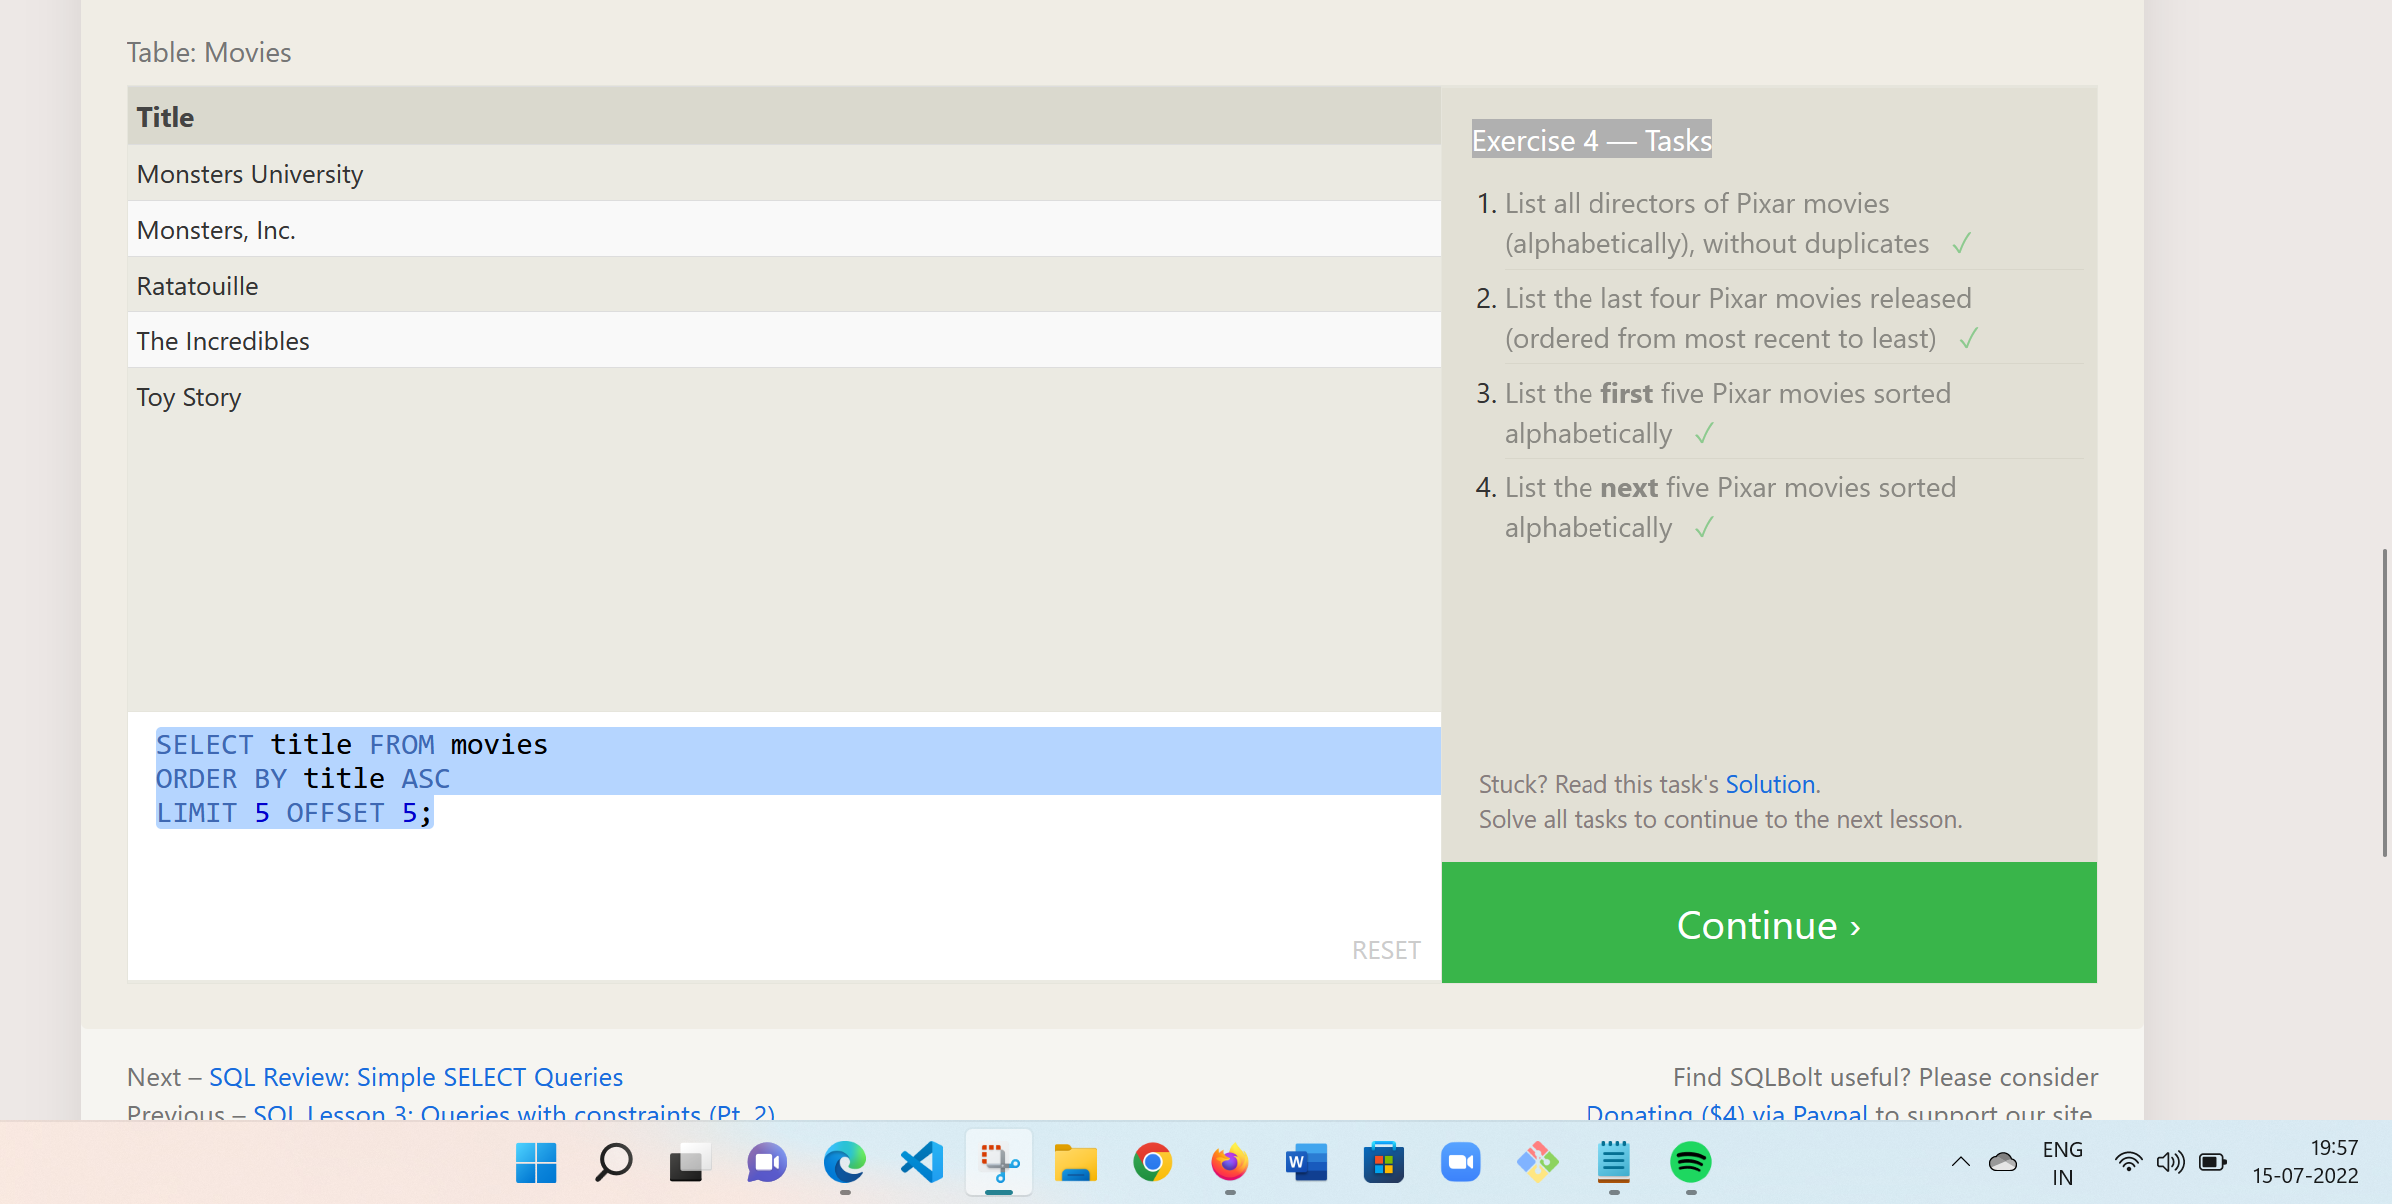 Table: Movies
Title
Monsters University
Monsters, Inc.
Ratatouille
The Incredibles
Toy Story
SELECT title FROM movies
ORDER BY title ASC
LIMIT 5 OFFSET 5;
RESET
Exercise 4 — Tasks
1. List all directors of Pixar movies
(alphabetically), without duplicates ✓
2. List the last four Pixar movies released
(ordered from most recent to least) ✓
3. List the first five Pixar movies sorted
alphabetically ✓
4. List the next five Pixar movies sorted
alphabetically ✓
Stuck? Read this task's Solution.
Solve all tasks to continue to the next lesson.
Continue ›
Next – SQL Review: Simple SELECT Queries
Previous – SQL Lesson 3: Queries with constraints (Pt. 2)
Find SQLBolt useful? Please consider
Donating ($4) via Paypal to support our site.
W
ENG
IN
19:57
15-07-2022